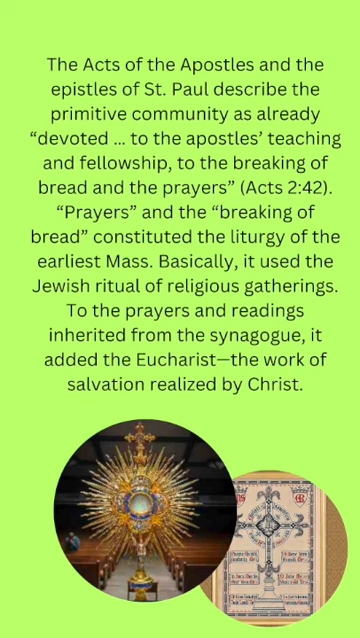 The Acts of the Apostles and the
epistles of St. Paul describe the
primitive community as already
“devoted ... to the apostles’ teaching
and fellowship, to the breaking of
bread and the prayers” (Acts 2:42).
“Prayers” and the “breaking of
bread” constituted the liturgy of the
earliest Mass. Basically, it used the
Jewish ritual of religious gatherings.
To the prayers and readings
inherited from the synagogue, it
added the Eucharist—the work of
salvation realized by Christ.